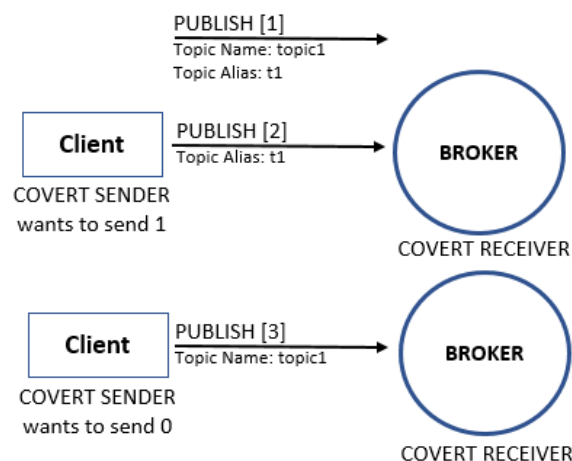 PUBLISH [1]
Topic Name: topic1
Topic Alias: t1
Client
PUBLISH [2]
Topic Alias: t1
BROKER
COVERT SENDER
wants to send 1
COVERT RECEIVER
Client
PUBLISH [3]
Topic Name: topic1
BROKER
COVERT SENDER
wants to send 0
COVERT RECEIVER